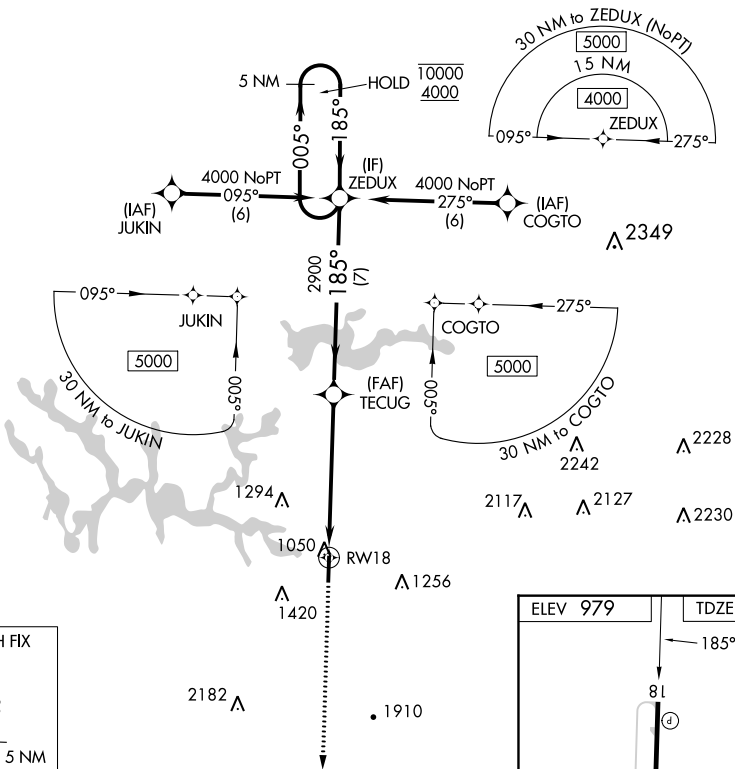 30 NM to ZEDUX (NoPT)
5000
15 NM
4000
ZEDUX
095°
275°
5 NM
HOLD
10000
4000
005°
185°
(IF)
ZEDUX
4000 NoPT
095°
(6)
(IAF)
JUKIN
4000 NoPT
275°
(6)
(IAF)
COGTO
2349
2900
185°
(7)
095°
JUKIN
5000
005°
30 NM to JUKIN
275°
COGTO
5000
005°
30 NM to COGTO
(FAF)
TECUG
2242
2228
1294
2117
2127
2230
1050
RW18
1256
1420
2182
1910
H FIX
5 NM
ELEV 979
TDZE
185°
18
P